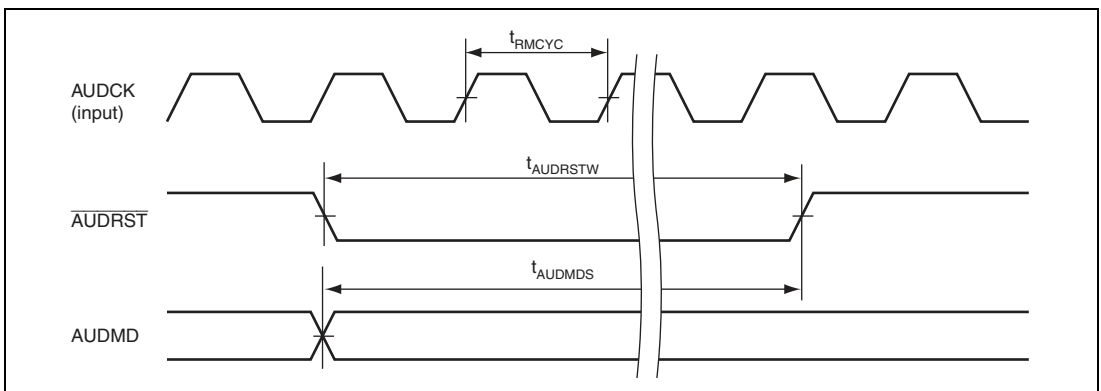 tRMCYC
AUDCK
(input)
tAUDRSTW
AUDRST
tAUDMDS
AUDMD